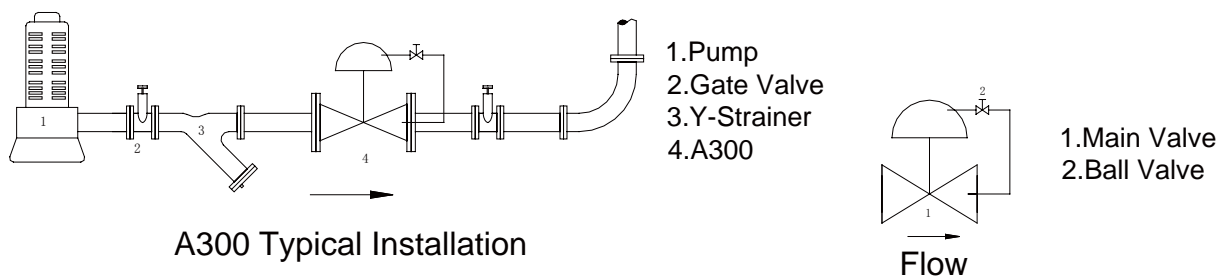 1
2
3
4
1.Pump
2.Gate Valve
3.Y-Strainer
4.A300
A300 Typical Installation
2
1
1.Main Valve
2.Ball Valve
Flow